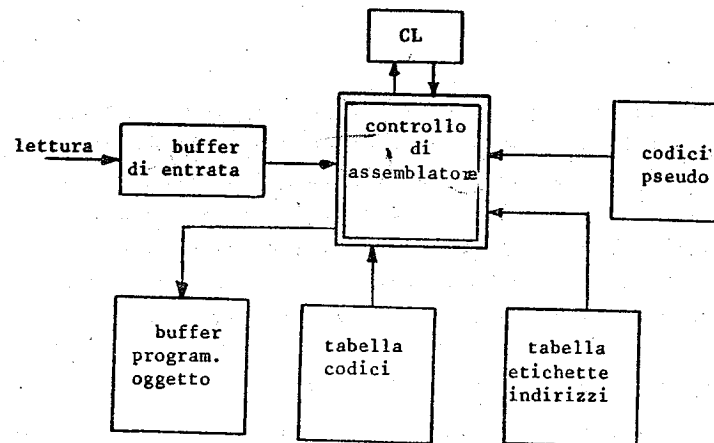 CL
controllo
di
assemblatore
lettura
buffer
di entrata
codici
pseudo
buffer
program.
oggetto
tabella
codici
tabella
etichette
indirizzi